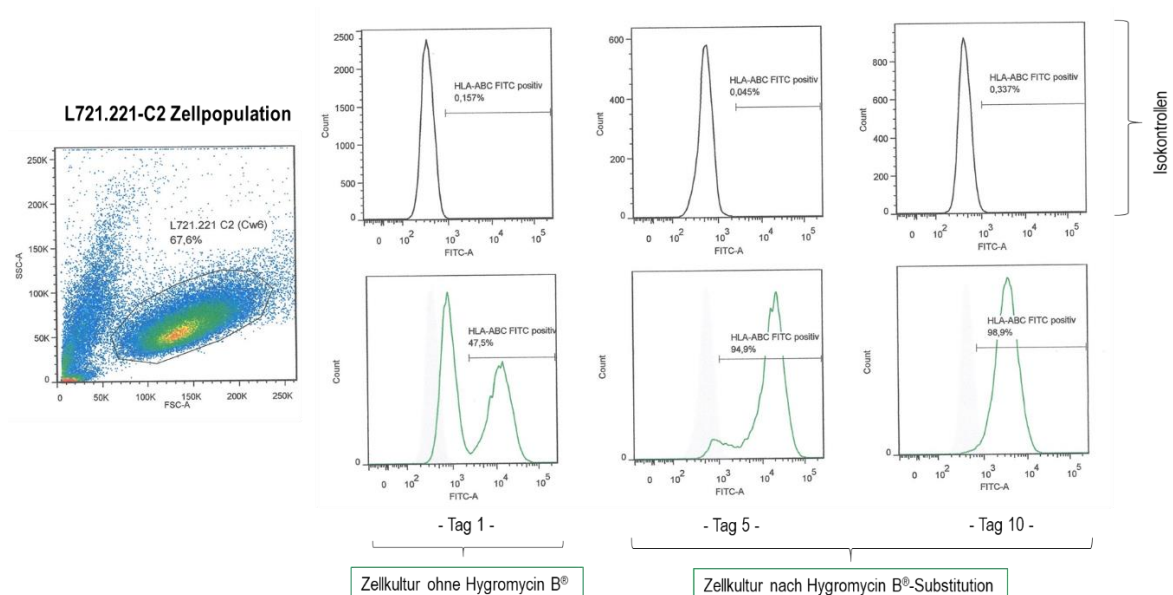 L721.221-C2 Zellpopulation
250K
200K
150K
100K
50K
0
SSC-A
L721.221 C2 (Cw6)
67,6%
0
50K
100K
150K
200K
250K
FSC-A
2500
2000
1500
1000
500
0
Count
HLA-ABC FITC positiv
0,157%
0 10² 10³ 10⁴ 10⁵
FITC-A
600
400
200
0
Count
HLA-ABC FITC positiv
0,045%
0 10² 10³ 10⁴ 10⁵
FITC-A
800
600
400
200
0
Count
HLA-ABC FITC positiv
0,337%
0 10² 10³ 10⁴ 10⁵
FITC-A
Isokontrollen
Count
0
HLA-ABC FITC positiv
47,5%
0 10² 10³ 10⁴ 10⁵
FITC-A
Count
0
HLA-ABC FITC positiv
94,9%
0 10² 10³ 10⁴ 10⁵
FITC-A
Count
0
HLA-ABC FITC positiv
98,9%
0 10² 10³ 10⁴ 10⁵
FITC-A
- Tag 1 -
- Tag 5 -
- Tag 10 -
Zellkultur ohne Hygromycin B®
Zellkultur nach Hygromycin B®-Substitution